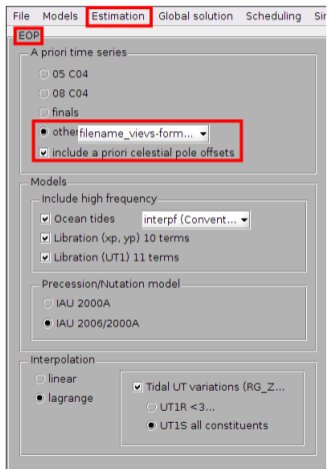 File Models Estimation Global solution Scheduling
EOP
A priori time series
05 C04
08 C04
finals
other filename_vievs-form...
include a priori celestial pole offsets
Models
Include high frequency
Ocean tides interpf (Convent...
Libration (xp, yp) 10 terms
Libration (UT1) 11 terms
Precession/Nutation model
IAU 2000A
IAU 2006/2000A
Interpolation
linear
lagrange
Tidal UT variations (RG_Z...
UT1R <3...
UT1S all constituents